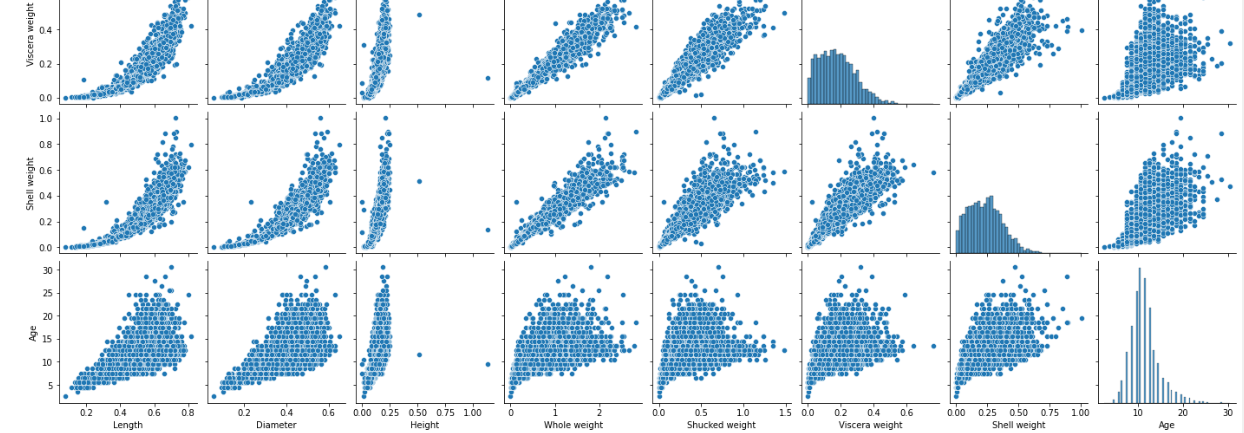 Viscera weight
0.4
0.2
0.0
Shell weight
1.0
0.8
0.6
0.4
0.2
0.0
Age
30
25
20
15
10
5
0.2 0.4 0.6 0.8
0.2 0.4 0.6
0.00 0.25 0.50 0.75 1.00
0 1 2
0.0 0.5 1.0 1.5
0.0 0.2 0.4 0.6
0.00 0.25 0.50 0.75 1.00
10 20 30
Length
Diameter
Height
Whole weight
Shucked weight
Viscera weight
Shell weight
Age